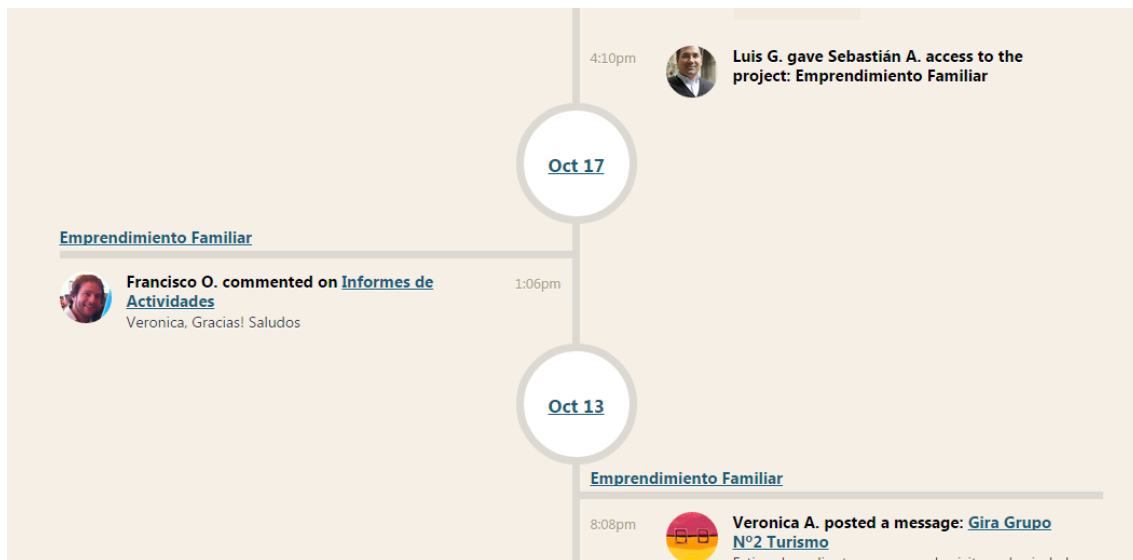 4:10pm
Luis G. gave Sebastián A. access to the
project: Emprendimiento Familiar
Oct 17
Emprendimiento Familiar
Francisco O. commented on Informes de
Actividades
1:06pm
Veronica, Gracias! Saludos
Oct 13
Emprendimiento Familiar
8:08pm
Veronica A. posted a message: Gira Grupo
Nº2 Turismo